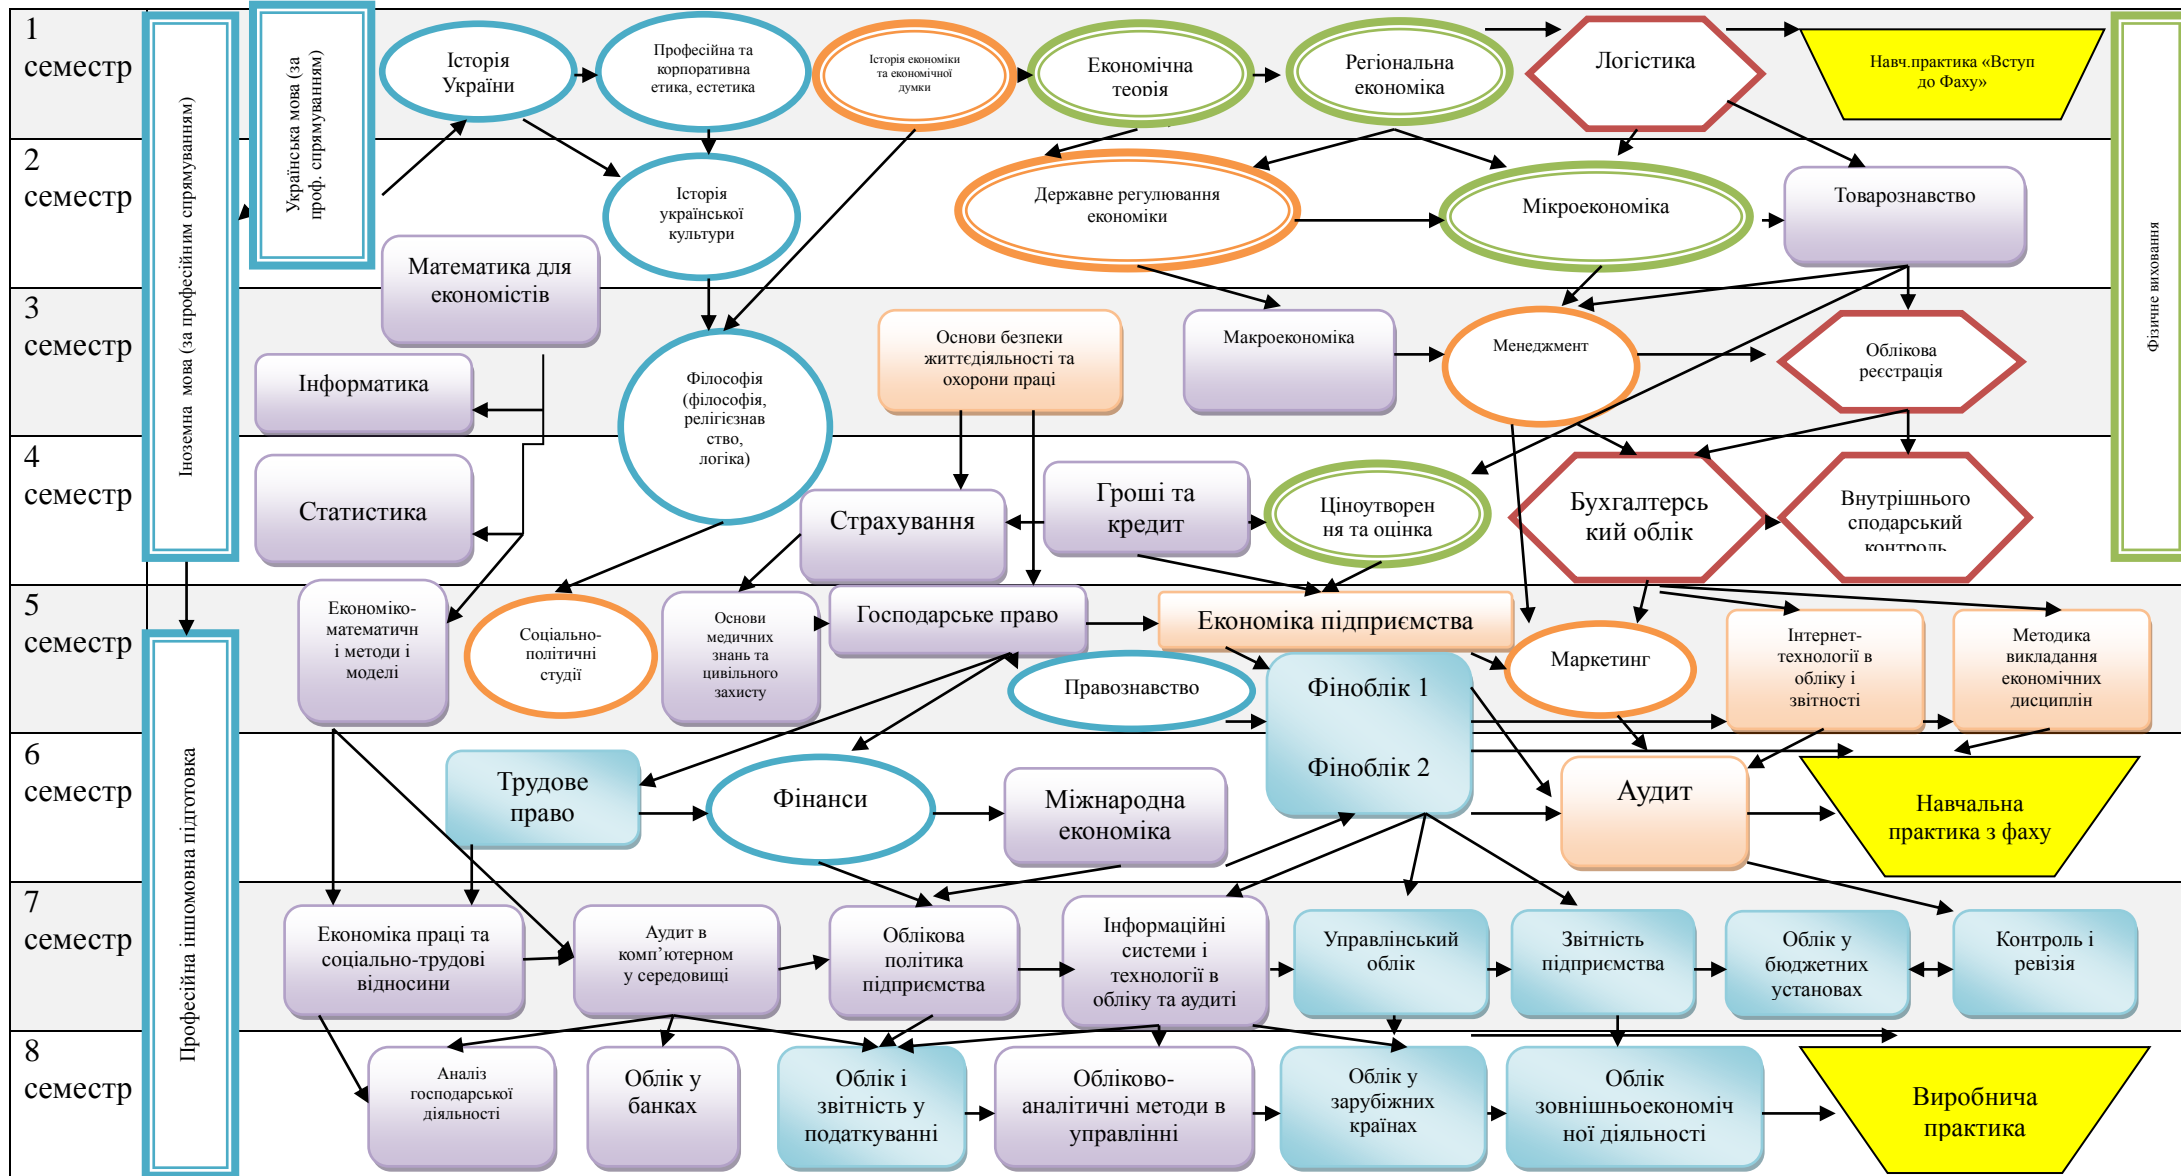 1
семестр
Іноземна мова (за професійним спрямуванням)
Українська мова (за
проф. спрямуванням)
Історія
України
Професійна та
корпоративна
етика, естетика
Історія економіки
та економічної
думки
Економічна
теорія
Регіональна
економіка
Логістика
Навч.практика «Вступ
до Фаху»
Фізичне виховання
2
семестр
Математика для
економістів
Історія
української
культури
Державне регулювання
економіки
Мікроекономіка
Товарознавство
3
семестр
Інформатика
Філософія
(філософія,
релігієзнав
ство,
логіка)
Основи безпеки
життєдіяльності та
охорони праці
Макроекономіка
Менеджмент
Облікова
реєстрація
4
семестр
Статистика
Страхування
Гроші та
кредит
Ціноутворен
ня та оцінка
Бухгалтерсь
кий облік
Внутрішнього
сподарський
контроль
5
семестр
Професійна іншомовна підготовка
Економіко-
математичн
і методи і
моделі
Соціально-
політичні
студії
Основи
медичних
знань та
цивільного
захисту
Господарське право
Правознавство
Економіка підприємства
Фіноблік 1
Маркетинг
Інтернет-
технології в
обліку і
звітності
Методика
викладання
економічних
дисциплін
6
семестр
Трудове
право
Фінанси
Міжнародна
економіка
Фіноблік 2
Аудит
Навчальна
практика з фаху
7
семестр
Економіка праці та
соціально-трудові
відносини
Аудит в
комп’ютерном
у середовищі
Облікова
політика
підприємства
Інформаційні
системи і
технології в
обліку та аудиті
Управлінський
облік
Звітність
підприємства
Облік у
бюджетних
установах
Контроль і
ревізія
8
семестр
Аналіз
господарської
діяльності
Облік у
банках
Облік і
звітність у
податкуванні
Обліково-
аналітичні методи в
управлінні
Облік у
зарубіжних
країнах
Облік
зовнішньоекономіч
ної діяльності
Виробнича
практика